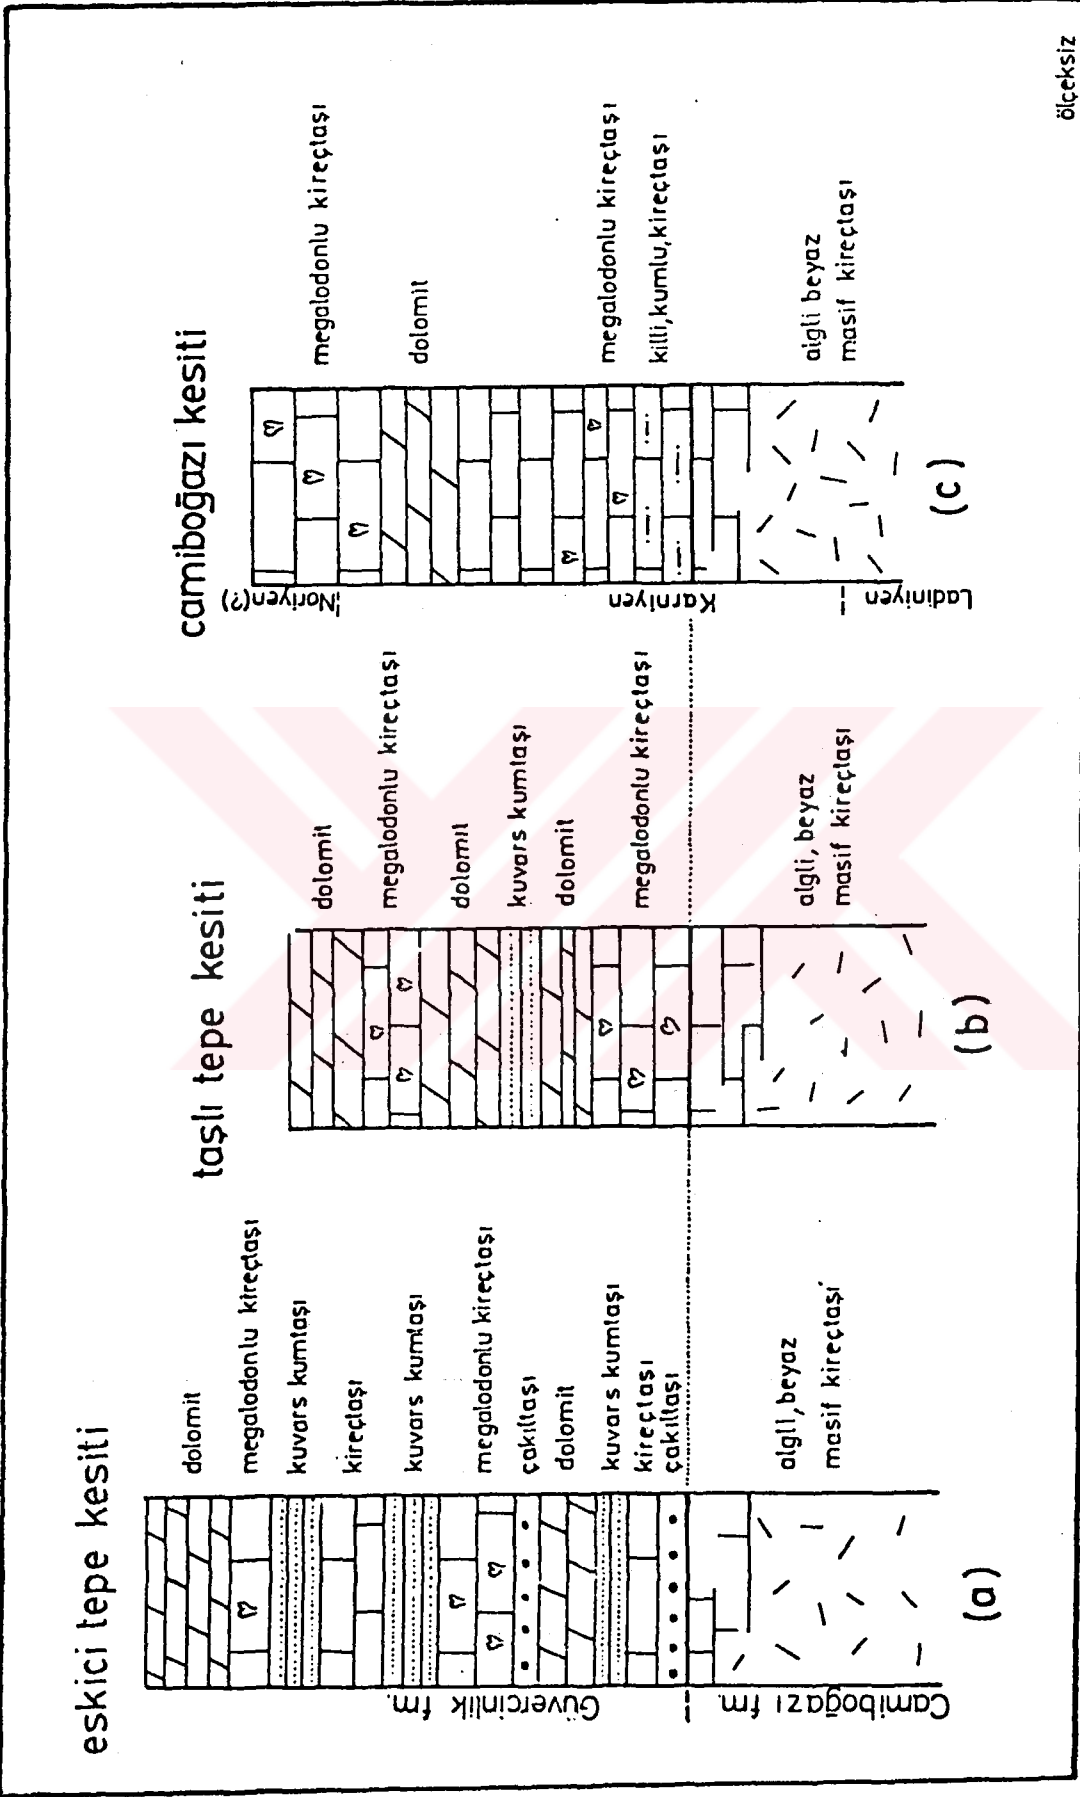 eskici tepe kesiti
dolomit
megalodonlu kireçtaşı
kuvars kumtaşı
kireçtaşı
kuvars kumtaşı
megalodonlu kireçtaşı
çakıltaşı
dolomit
kuvars kumtaşı
kireçtaşı
çakıltaşı
algli, beyaz
masif kireçtaşı
Güvercinlik fm.
Camiboğazı fm.
(a)
taşlı tepe kesiti
dolomit
megalodonlu kireçtaşı
dolomit
kuvars kumtaşı
dolomit
megalodonlu kireçtaşı
algli, beyaz
masif kireçtaşı
(b)
camiboğazı kesiti
megalodonlu kireçtaşı
dolomit
megalodonlu kireçtaşı
killi,kumlu,kireçtaşı
algli beyaz
masif kireçtaşı
Noriyen(?)
Karniyen
Ladiniyen
(c)
ölçeksiz